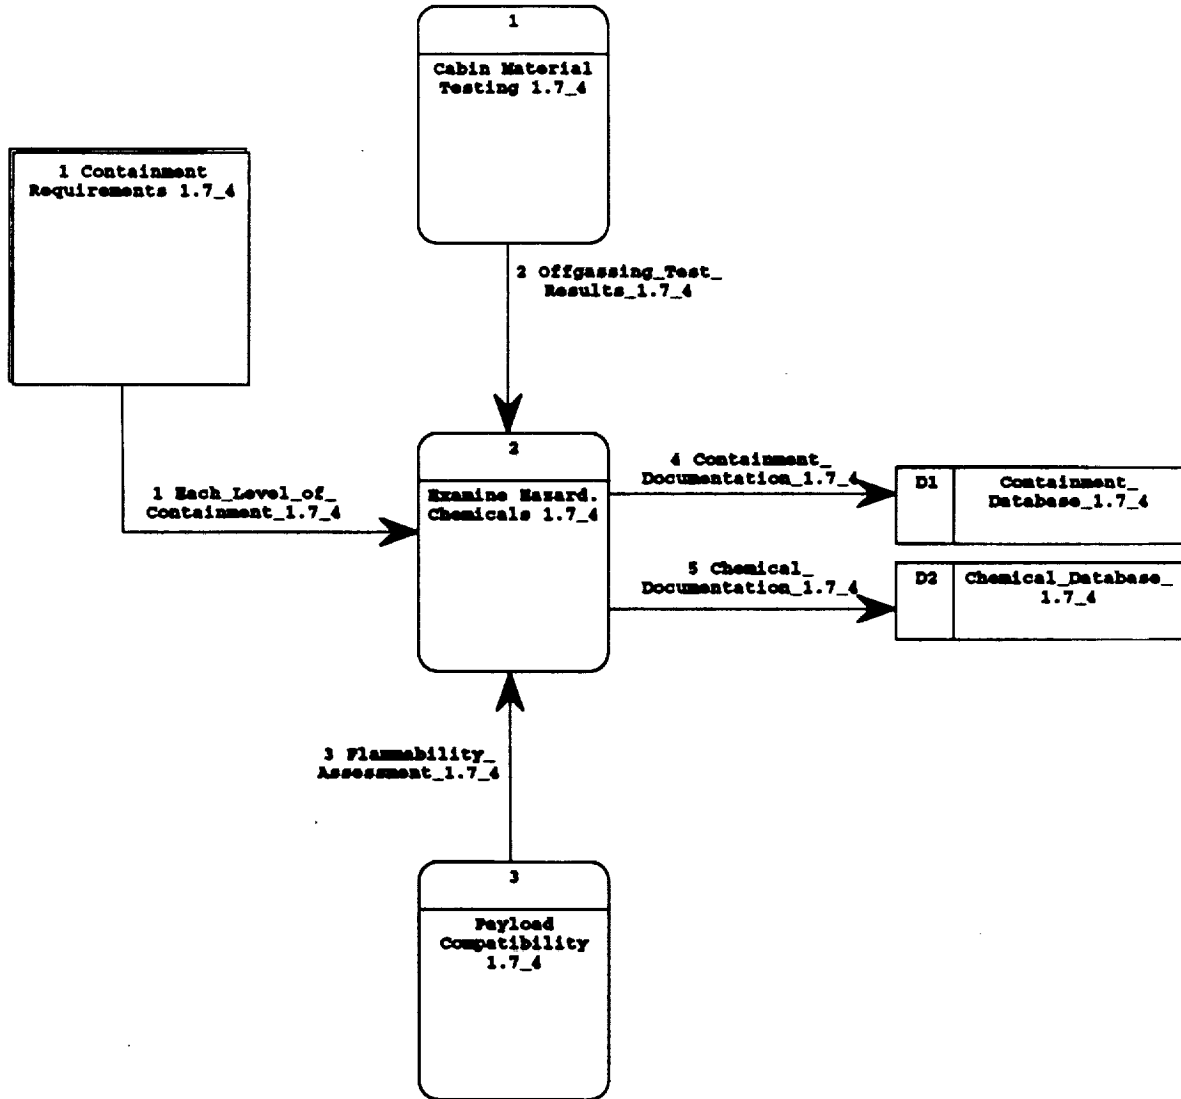 1
Cabin Material
Testing 1.7_4
1 Containment
Requirements 1.7_4
2 Offgassing_Test_
Results_1.7_4
1 Each_Level_of_
Containment_1.7_4
2
Examine Hazard.
Chemicals 1.7_4
4 Containment_
Documentation_1.7_4
D1
Containment_
Database_1.7_4
5 Chemical_
Documentation_1.7_4
D2
Chemical_Database_
1.7_4
3 Flammability_
Assessment_1.7_4
3
Payload
Compatibility
1.7_4